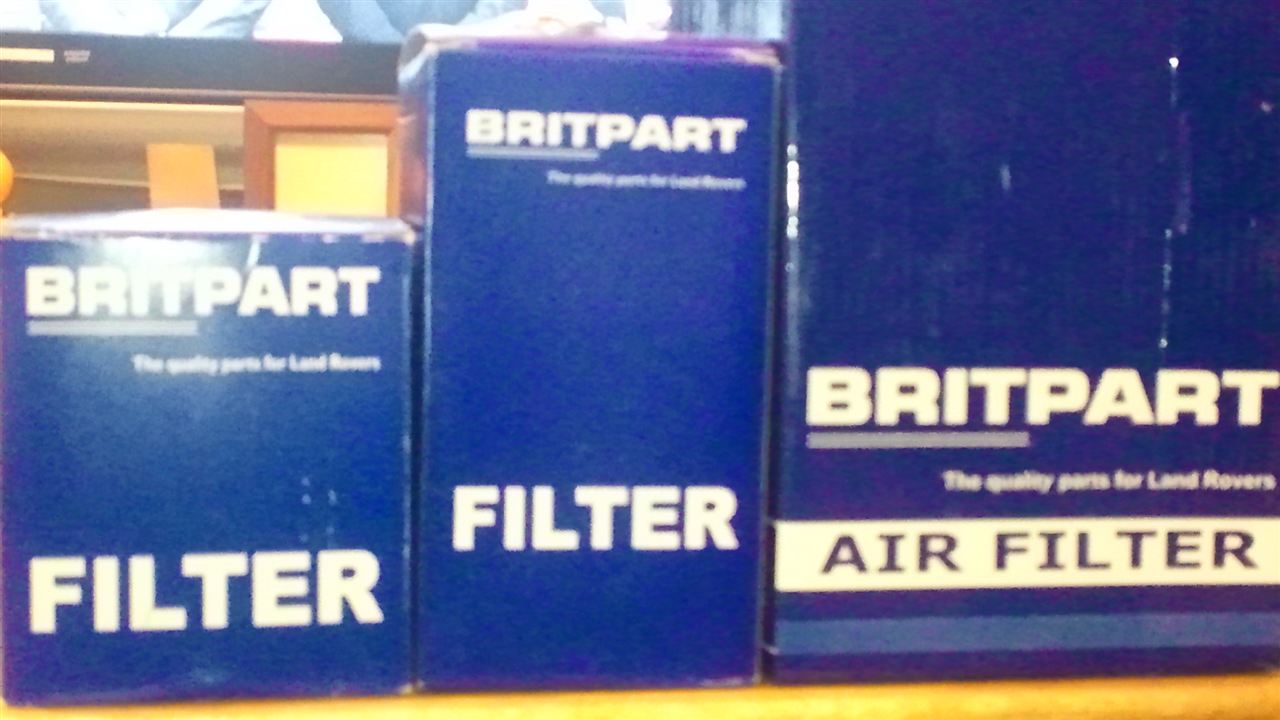 BRITPART
The quality parts for Land Rovers
FILTER
BRITPART
The quality parts for Land Rovers
FILTER
BRITPART
The quality parts for Land Rovers
AIR FILTER